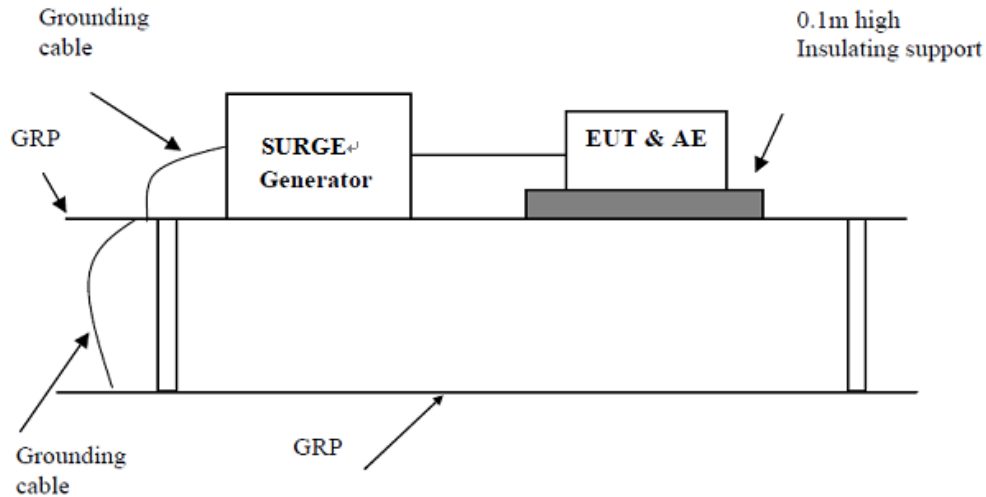 Grounding
cable
0.1m high
Insulating support
GRP
SURGE↵
Generator
EUT & AE
GRP
Grounding
cable